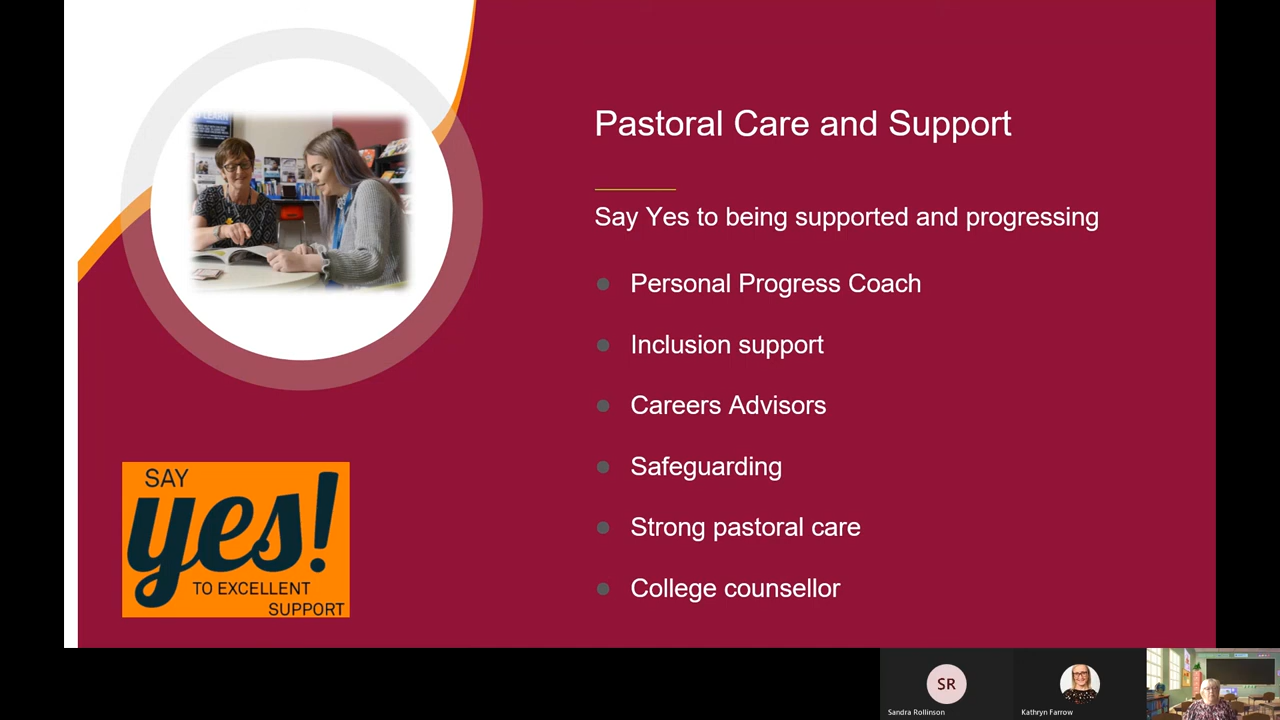 Pastoral Care and Support
Say Yes to being supported and progressing
Personal Progress Coach
Inclusion support
Careers Advisors
Safeguarding
Strong pastoral care
College counsellor
SAY
yes!
TO EXCELLENT
SUPPORT
SR
Sandra Rollinson
Kathryn Farrow